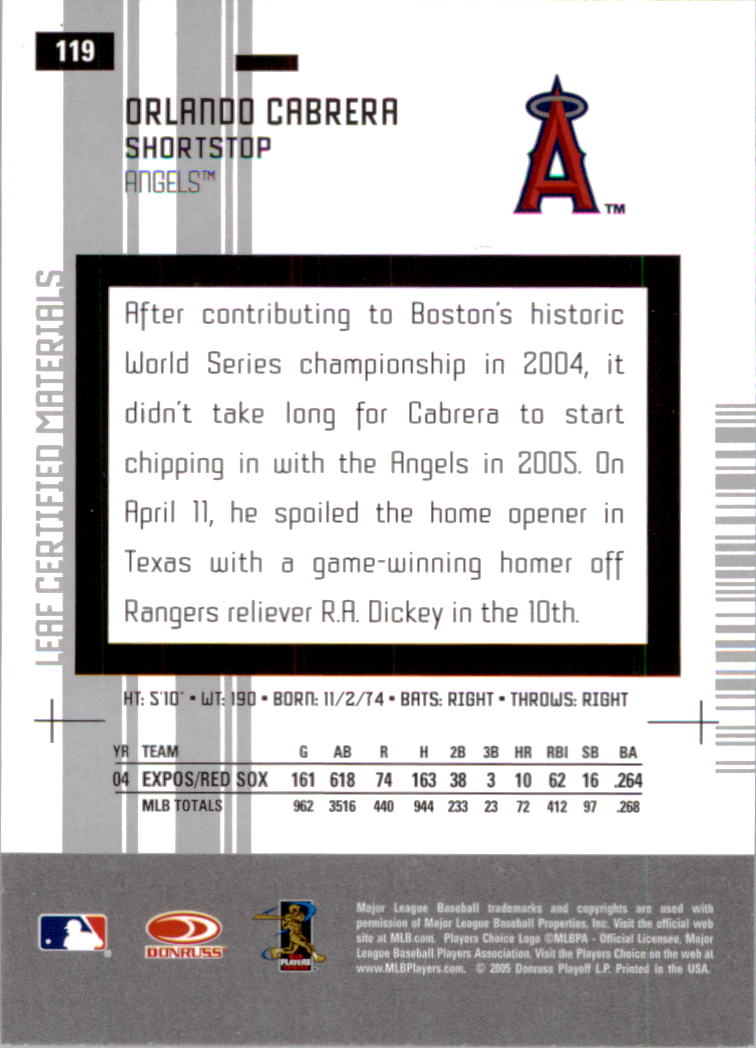 119
ORLANDO CABRERA
SHORTSTOP
ANGELS™
A™
LEAF CERTIFIED MATERIALS
After contributing to Boston's historic
World Series championship in 2004, it
didn't take long for Cabrera to start
chipping in with the Angels in 2005. On
April 11, he spoiled the home opener in
Texas with a game-winning homer off
Rangers reliever R.A. Dickey in the 10th.
HT: 5'10" • WT: 190 • BORN: 11/2/74 • BATS: RIGHT • THROWS: RIGHT
YR TEAM G AB R H 2B 3B HR RBI SB BA
04 EXPOS/RED SOX 161 618 74 163 38 3 10 62 16 .264
MLB TOTALS 962 3516 440 944 233 23 72 412 97 .268
Major League Baseball trademarks and copyrights are used with
permission of Major League Baseball Properties, Inc. Visit the official web
site at MLB.com. Players Choice Logo ©MLBPA - Official Licensee, Major
League Baseball Players Association. Visit the Players Choice on the web at
www.MLBPlayers.com. © 2005 Donruss Playoff L.P. Printed in the USA.
®
DONRUSS
PLAYERS